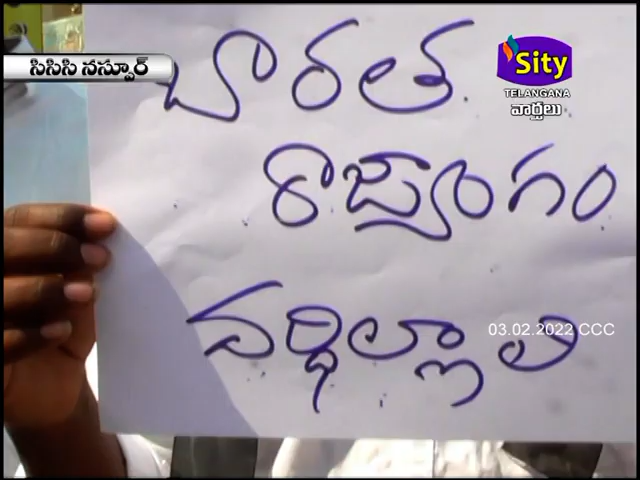 సిసిసి నస్పూర్
Sity
TELANGANA
వార్తలు
భారత
రాజ్యంగం
వర్ధిల్లాలి
03.02.2022 CCC